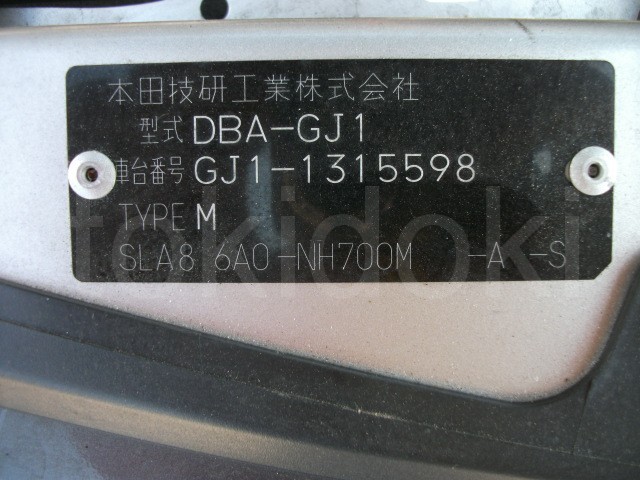 本田技研工業株式会社
型式 DBA-GJ1
車台番号 GJ1-1315598
TYPE M
SLA8 6A0-NH700M -A -S
tokidoki